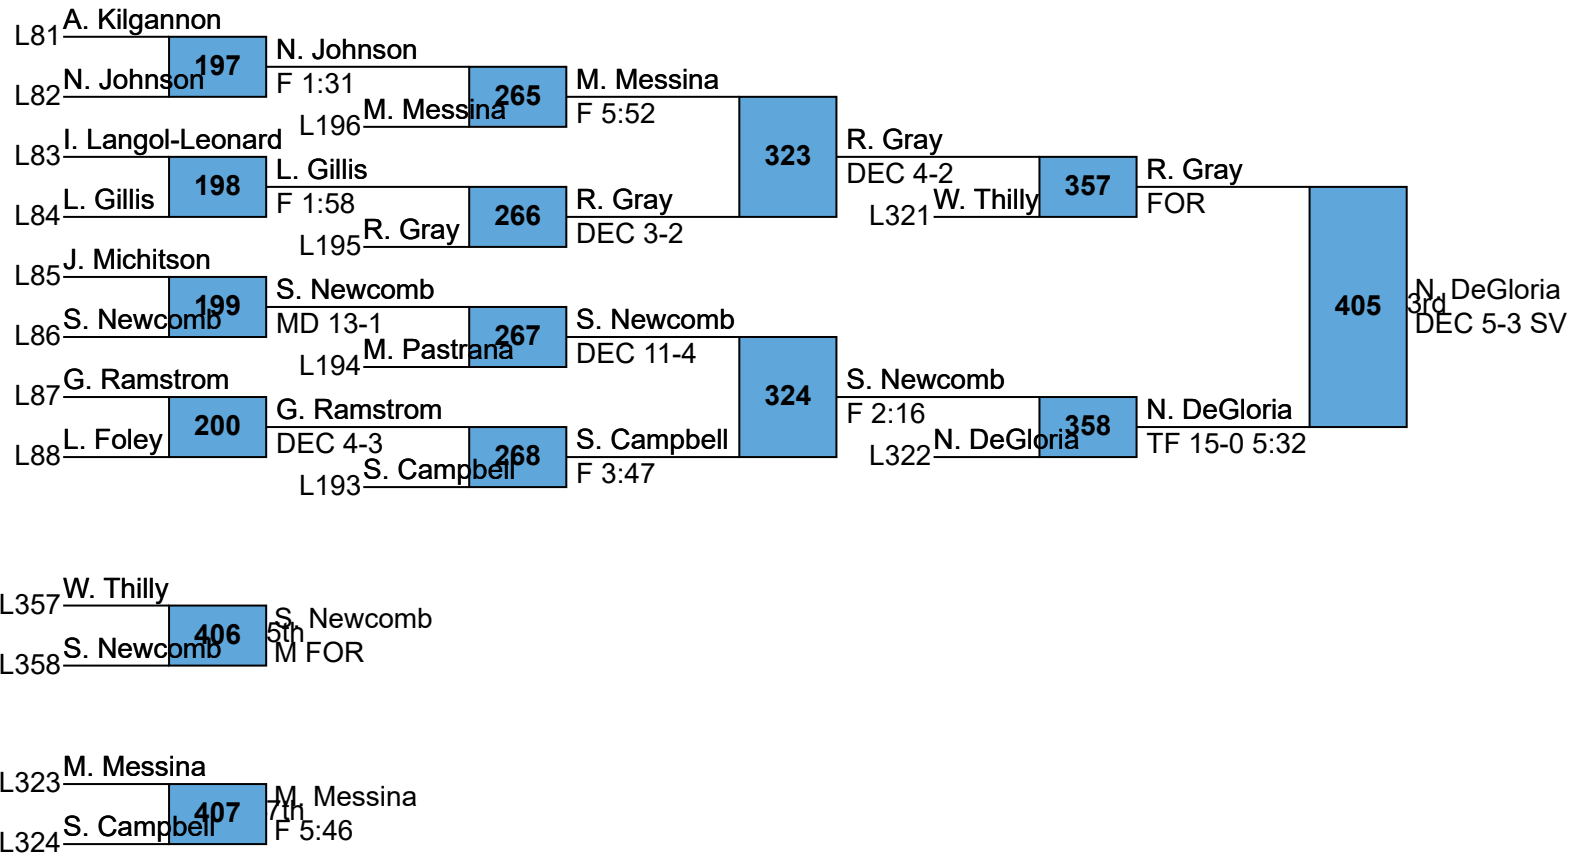 A. Kilgannon
L81
197
N. Johnson
L82
N. Johnson
F 1:31
265
M. Messina
L196
M. Messina
F 5:52
I. Langol-Leonard
L83
198
L. Gillis
L84
L. Gillis
F 1:58
266
R. Gray
L195
R. Gray
DEC 3-2
323
R. Gray
DEC 4-2
357
W. Thilly
L321
R. Gray
FOR
J. Michitson
L85
199
S. Newcomb
L86
S. Newcomb
MD 13-1
267
M. Pastrana
L194
S. Newcomb
DEC 11-4
G. Ramstrom
L87
200
L. Foley
L88
G. Ramstrom
DEC 4-3
268
S. Campbell
L193
S. Campbell
F 3:47
324
S. Newcomb
F 2:16
358
N. DeGloria
L322
N. DeGloria
TF 15-0 5:32
405
3rd
N. DeGloria
DEC 5-3 SV
W. Thilly
L357
406
S. Newcomb
L358
5th
S. Newcomb
M FOR
M. Messina
L323
407
S. Campbell
L324
7th
M. Messina
F 5:46